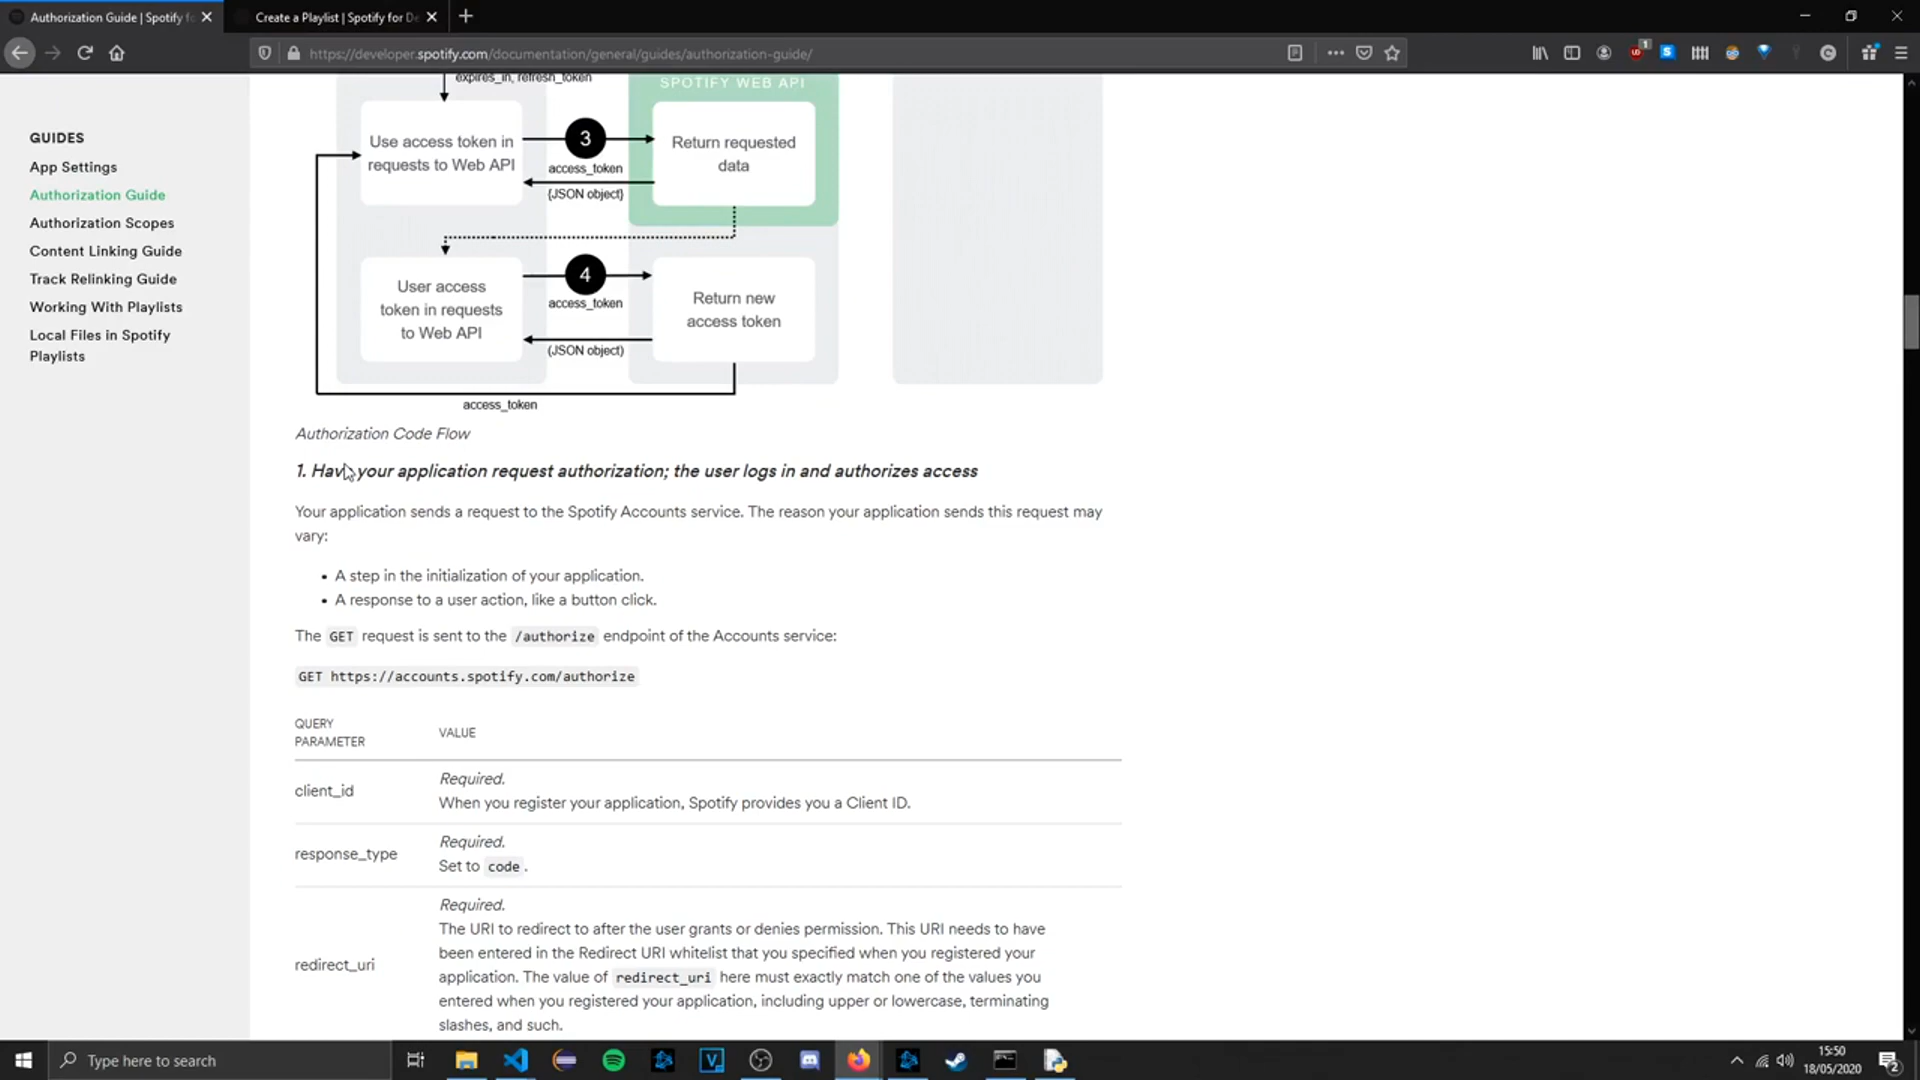 Authorization Guide | Spotify fo
Create a Playlist | Spotify for De
https://developer.spotify.com/documentation/general/guides/authorization-guide/
1
GUIDES
App Settings
Authorization Guide
Authorization Scopes
Content Linking Guide
Track Relinking Guide
Working With Playlists
Local Files in Spotify
Playlists
expires_in, refresh_token
SPOTIFY WEB API
Use access token in
requests to Web API
3
access_token
{JSON object}
Return requested
data
User access
token in requests
to Web API
4
access_token
(JSON object)
Return new
access token
access_token
Authorization Code Flow
1. Have your application request authorization; the user logs in and authorizes access
Your application sends a request to the Spotify Accounts service. The reason your application sends this request may
vary:
• A step in the initialization of your application.
• A response to a user action, like a button click.
The GET request is sent to the /authorize endpoint of the Accounts service:
GET https://accounts.spotify.com/authorize
QUERY
PARAMETER
VALUE
client_id
Required.
When you register your application, Spotify provides you a Client ID.
response_type
Required.
Set to code.
redirect_uri
Required.
The URI to redirect to after the user grants or denies permission. This URI needs to have
been entered in the Redirect URI whitelist that you specified when you registered your
application. The value of redirect_uri here must exactly match one of the values you
entered when you registered your application, including upper or lowercase, terminating
slashes, and such.
Type here to search
15:50
18/05/2020
2